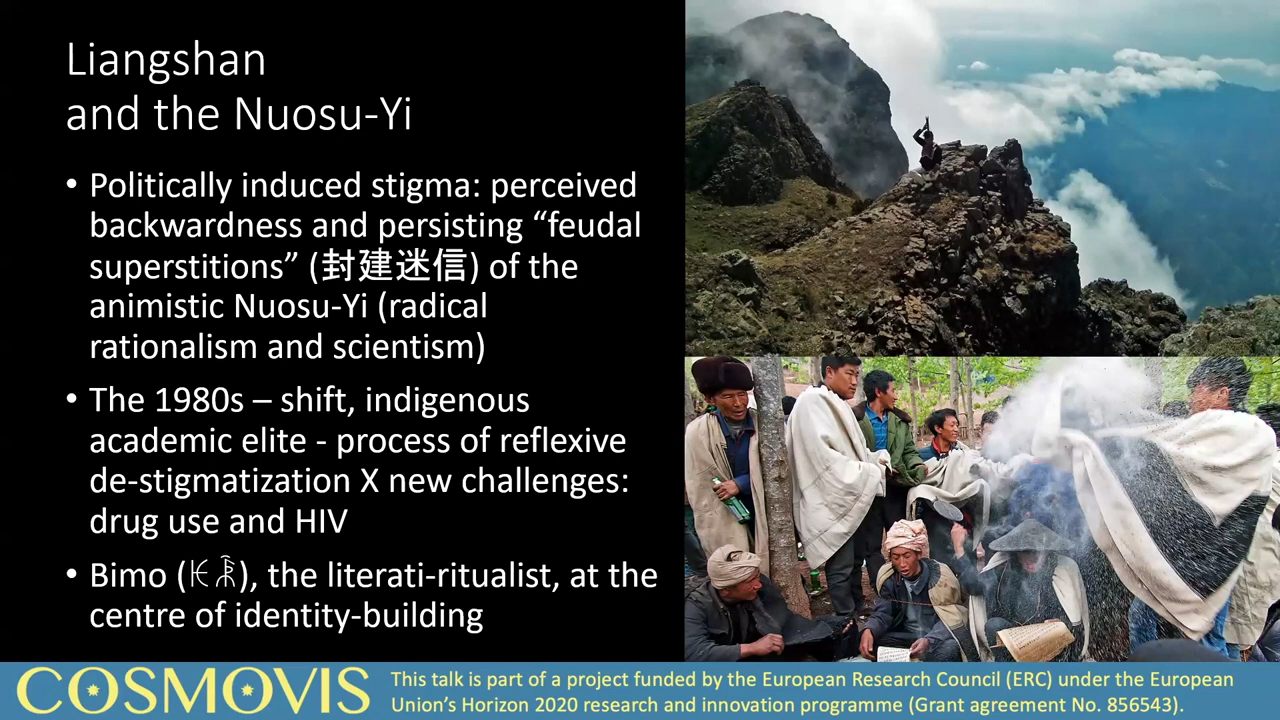 Liangshan
and the Nuosu-Yi
• Politically induced stigma: perceived
backwardness and persisting “feudal
superstitions” (封建迷信) of the
animistic Nuosu-Yi (radical
rationalism and scientism)
• The 1980s – shift, indigenous
academic elite - process of reflexive
de-stigmatization X new challenges:
drug use and HIV
• Bimo (ꀘꂾ), the literati-ritualist, at the
centre of identity-building
COSMOVIS
This talk is part of a project funded by the European Research Council (ERC) under the European
Union’s Horizon 2020 research and innovation programme (Grant agreement No. 856543).